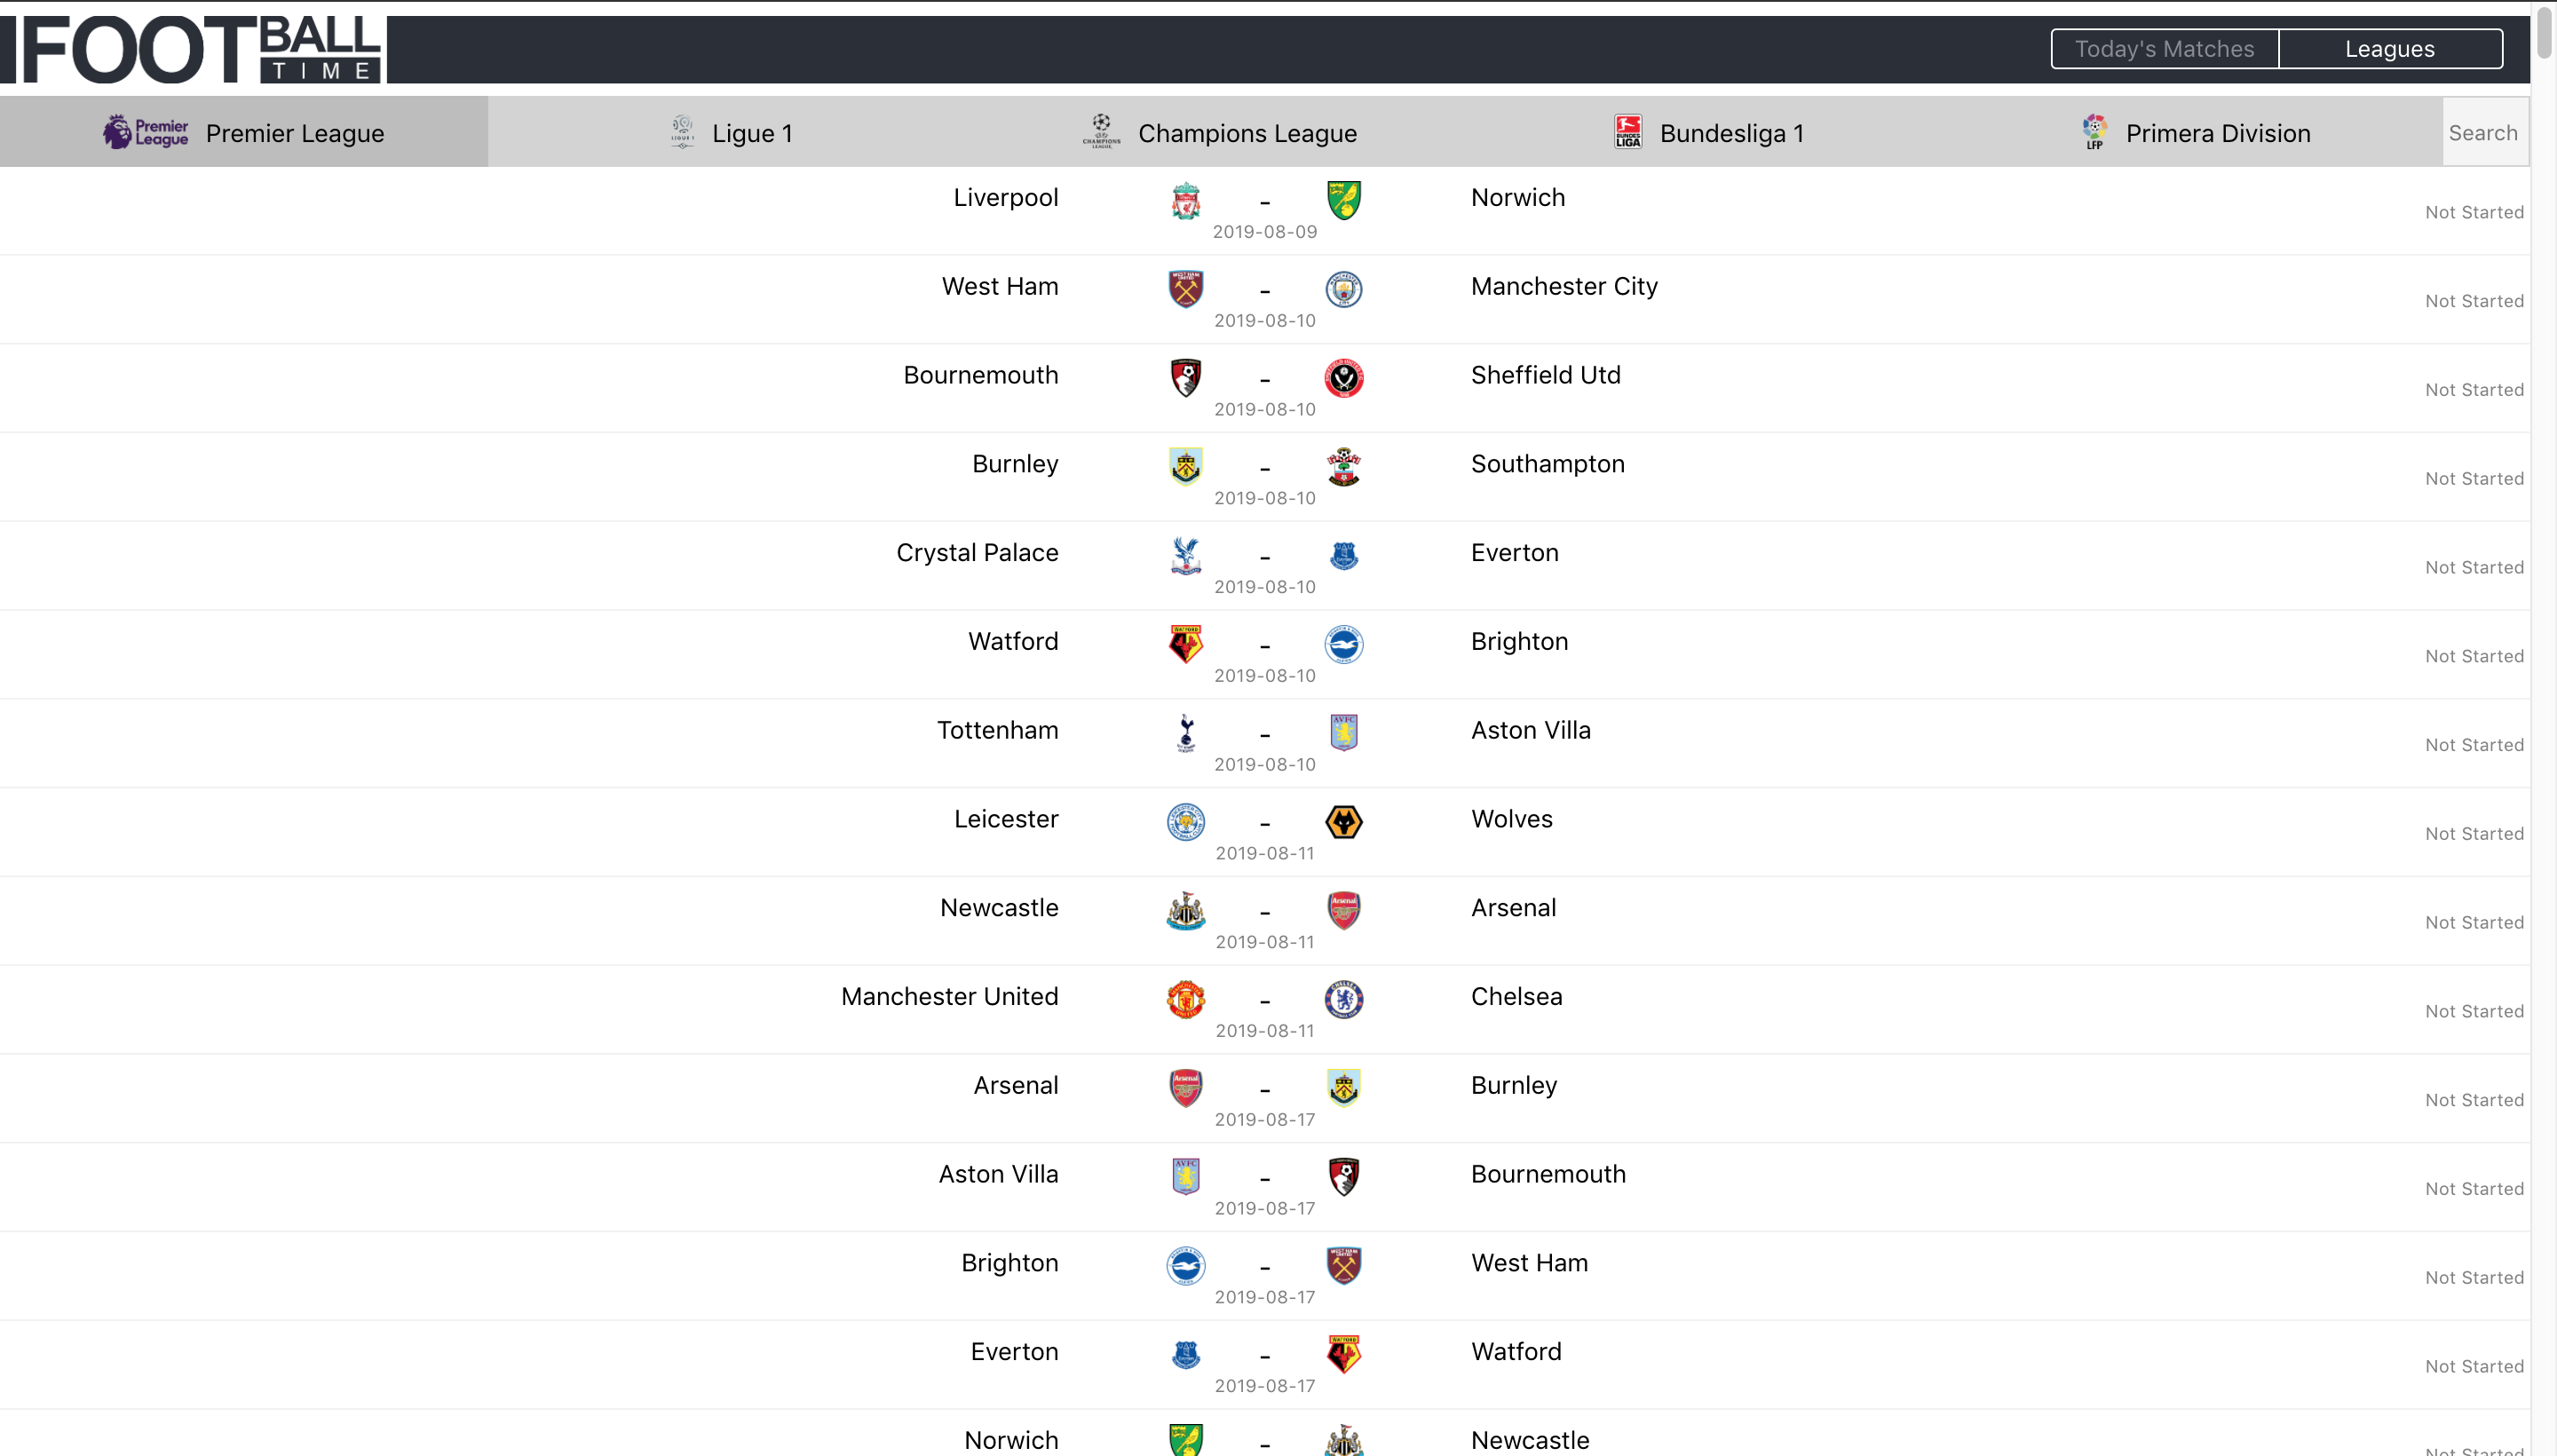 FOOTBALL TIME
Today's Matches Leagues
Premier League Premier League LIGUE 1 Ligue 1 CHAMPIONS LEAGUE Champions League BUNDESLIGA Bundesliga 1 LFP Primera Division Search
Liverpool - Norwich
2019-08-09
Not Started
West Ham - Manchester City
2019-08-10
Not Started
Bournemouth - Sheffield Utd
2019-08-10
Not Started
Burnley - Southampton
2019-08-10
Not Started
Crystal Palace - Everton
2019-08-10
Not Started
Watford - Brighton
2019-08-10
Not Started
Tottenham - Aston Villa
2019-08-10
Not Started
Leicester - Wolves
2019-08-11
Not Started
Newcastle - Arsenal
2019-08-11
Not Started
Manchester United - Chelsea
2019-08-11
Not Started
Arsenal - Burnley
2019-08-17
Not Started
Aston Villa - Bournemouth
2019-08-17
Not Started
Brighton - West Ham
2019-08-17
Not Started
Everton - Watford
2019-08-17
Not Started
Norwich - Newcastle